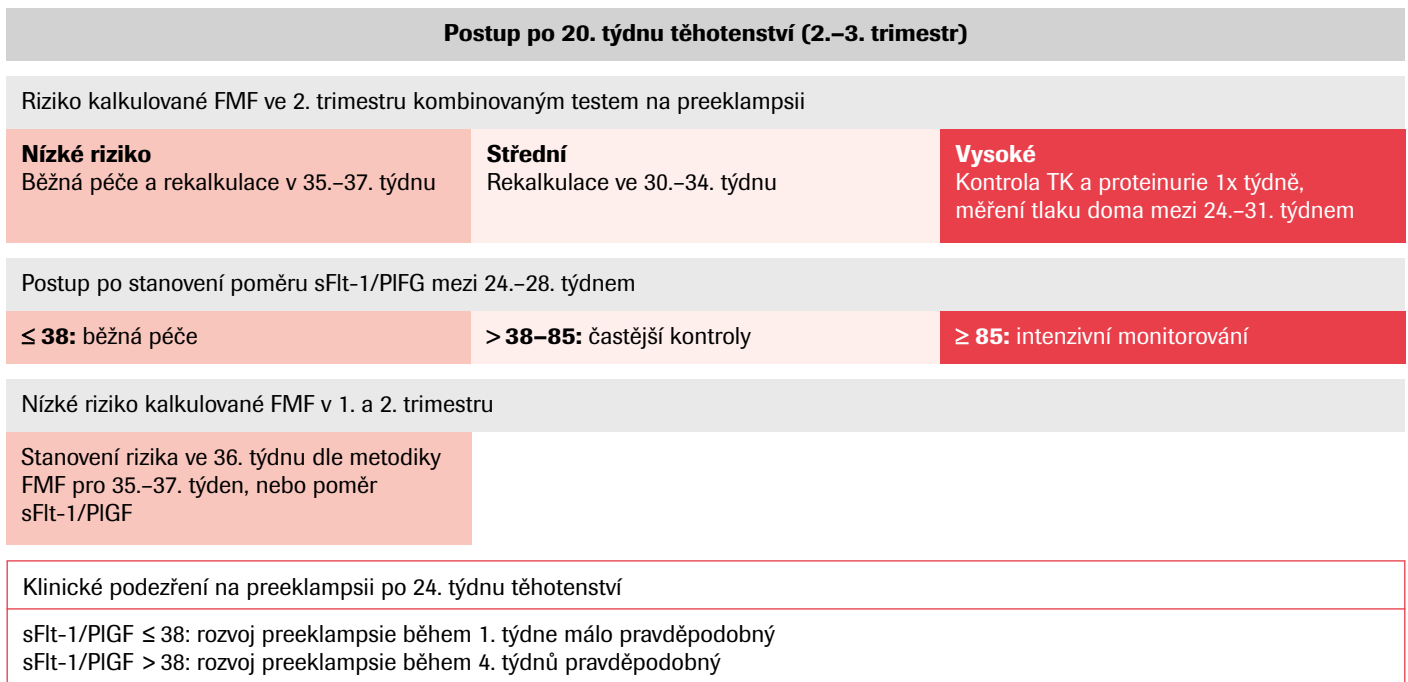 Postup po 20. týdnu těhotenství (2.–3. trimestr)
Riziko kalkulované FMF ve 2. trimestru kombinovaným testem na preeklampsii
Nízké riziko
Běžná péče a rekalkulace v 35.–37. týdnu
Střední
Rekalkulace ve 30.–34. týdnu
Vysoké
Kontrola TK a proteinurie 1x týdně,
měření tlaku doma mezi 24.–31. týdnem
Postup po stanovení poměru sFlt-1/PlFG mezi 24.–28. týdnem
≤ 38: běžná péče
> 38–85: častější kontroly
≥ 85: intenzivní monitorování
Nízké riziko kalkulované FMF v 1. a 2. trimestru
Stanovení rizika ve 36. týdnu dle metodiky
FMF pro 35.–37. týden, nebo poměr
sFlt-1/PlGF
Klinické podezření na preeklampsii po 24. týdnu těhotenství
sFlt-1/PlGF ≤ 38: rozvoj preeklampsie během 1. týdne málo pravděpodobný
sFlt-1/PlGF > 38: rozvoj preeklampsie během 4. týdnů pravděpodobný